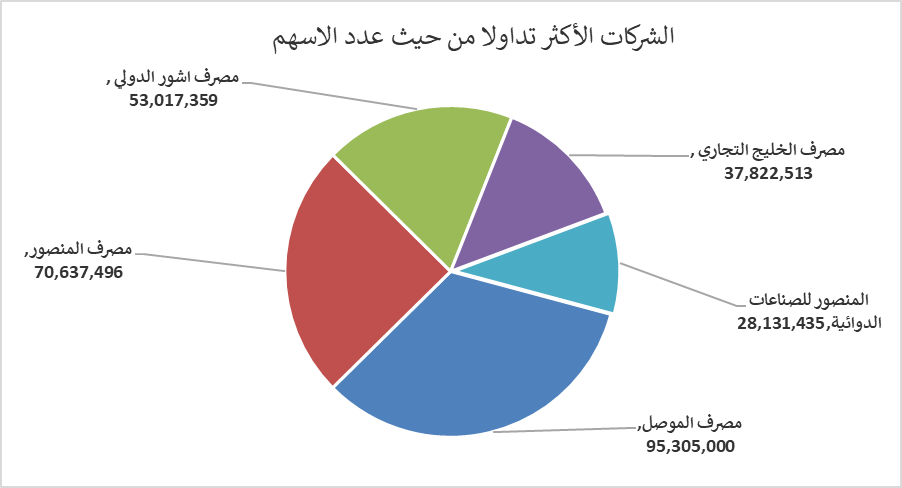 الشركات الأكثر تداولا من حيث عدد الاسهم
مصرف اشور الدولي ,
53,017,359
مصرف الخليج التجاري ,
37,822,513
مصرف المنصور,
70,637,496
المنصور للصناعات
الدوائية, 28,131,435
مصرف الموصل,
95,305,000